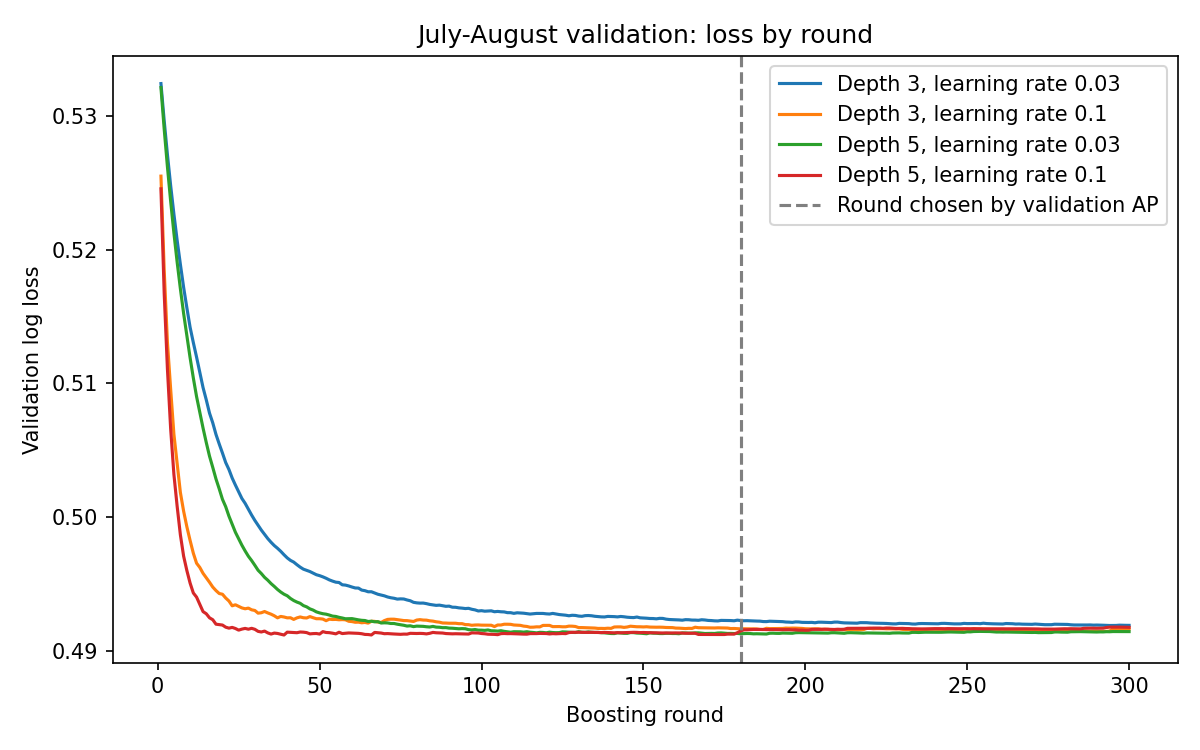 July-August validation: loss by round
Depth 3, learning rate 0.03
Depth 3, learning rate 0.1
Depth 5, learning rate 0.03
Depth 5, learning rate 0.1
Round chosen by validation AP
Validation log loss
0.53
0.52
0.51
0.50
0.49
0 50 100 150 200 250 300
Boosting round